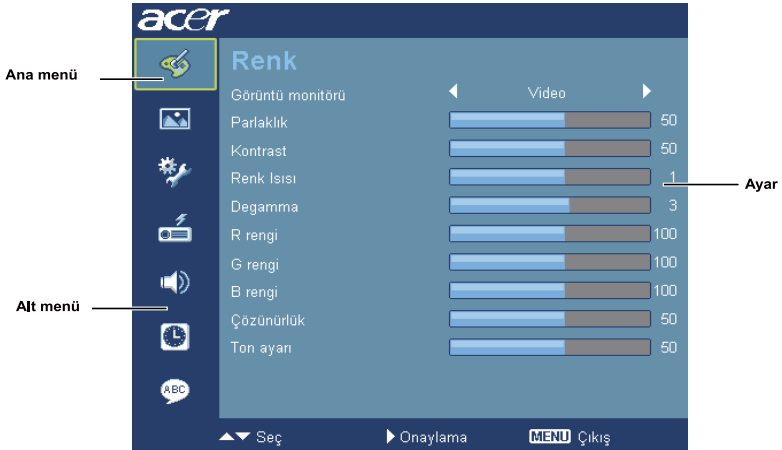 acer
Ana menü
Renk
Görüntü monitörü Video
Parlaklık 50
Kontrast 50
Renk Isısı 1
Ayar
Degamma 3
R rengi 100
G rengi 100
B rengi 100
Alt menü
Çözünürlük 50
Ton ayarı 50
ABC
Seç Onaylama MENU Çıkış